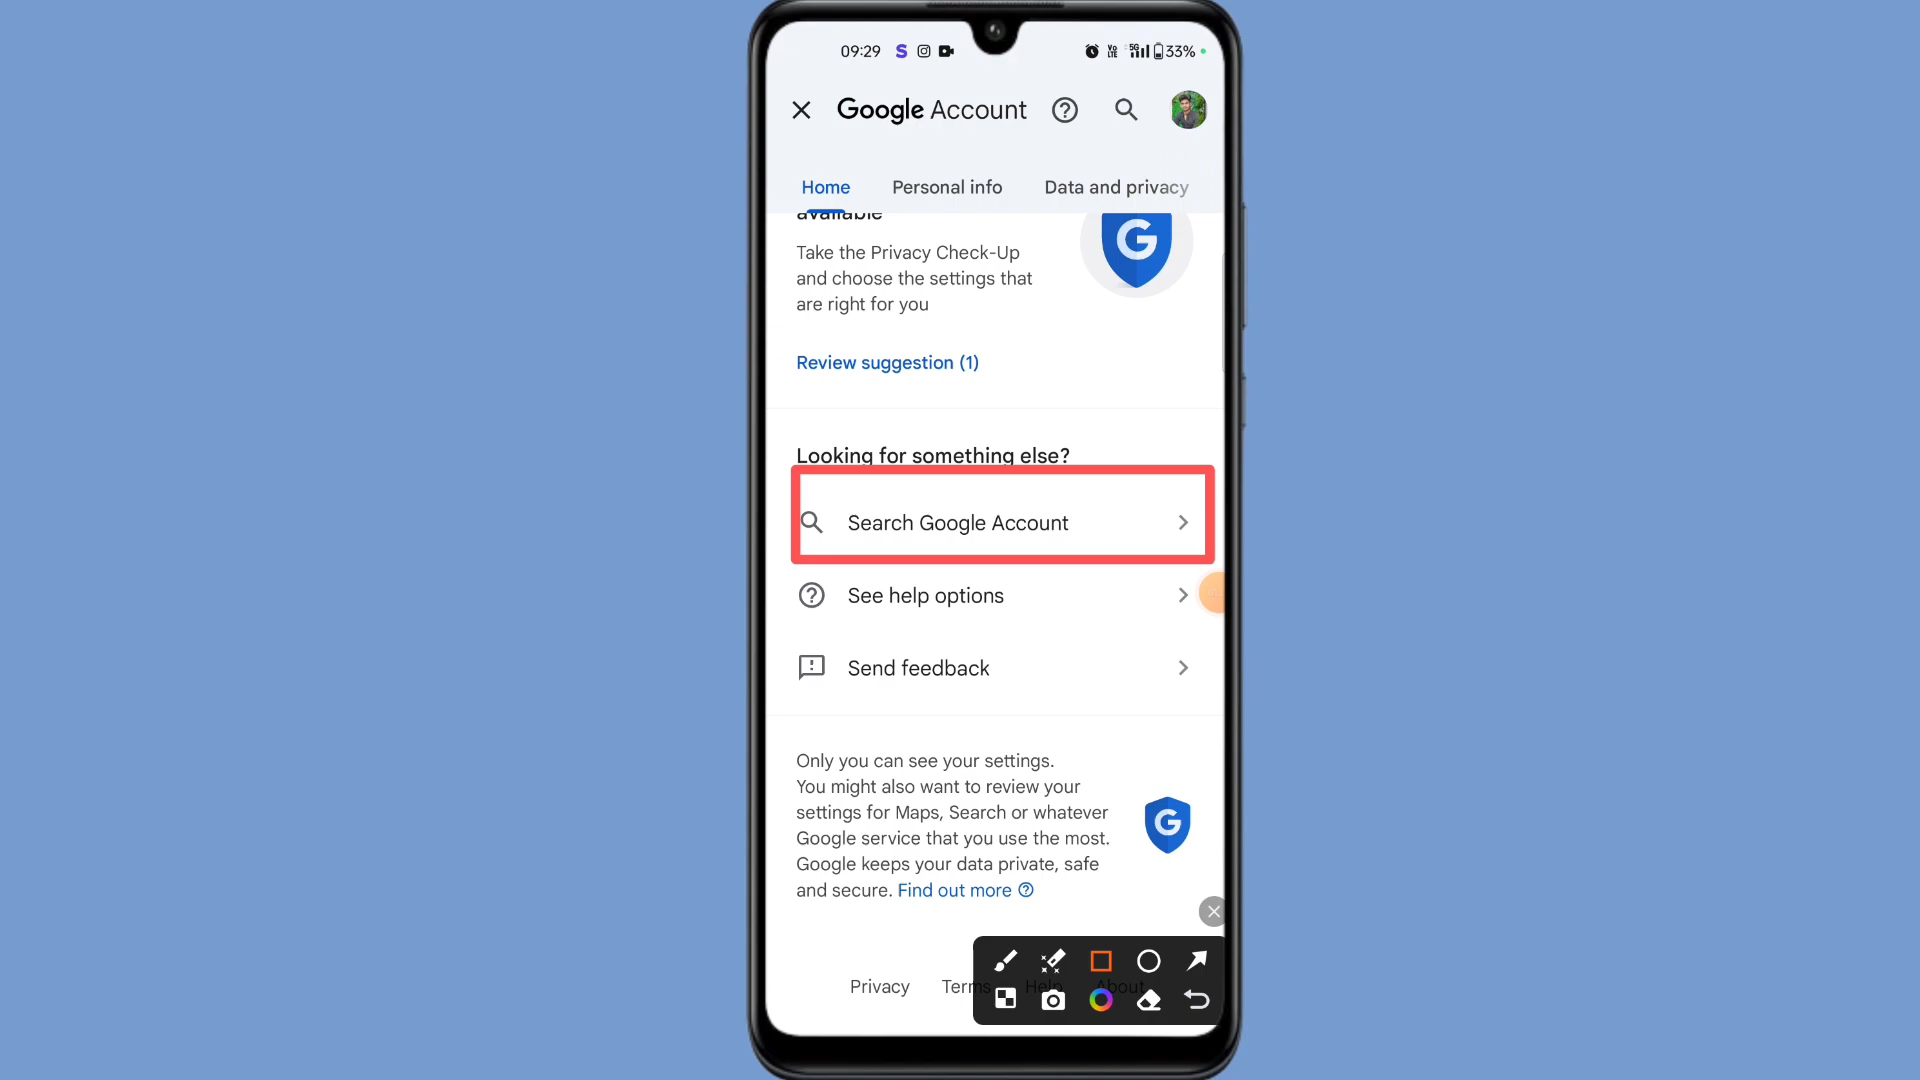 09:29 S VO LTE 5G 33%
Google Account
Home Personal info Data and privacy
available
Take the Privacy Check-Up
and choose the settings that
are right for you
G
Review suggestion (1)
Looking for something else?
Search Google Account
See help options
Send feedback
Only you can see your settings.
You might also want to review your
settings for Maps, Search or whatever
Google service that you use the most.
Google keeps your data private, safe
and secure. Find out more
G
Privacy Terms Help About